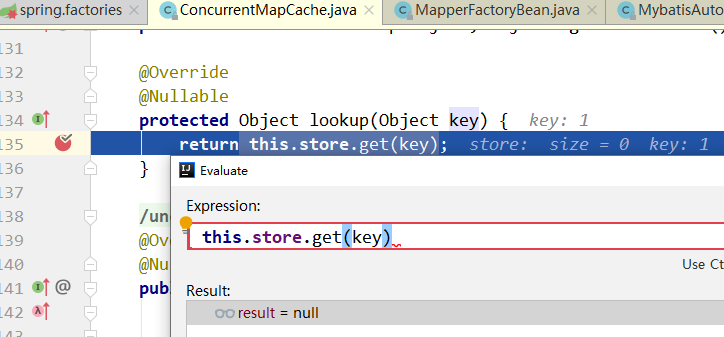 spring.factories ConcurrentMapCache.java MapperFactoryBean.java MybatisAuto
131
132 @Override
133 @Nullable
134 protected Object lookup(Object key) { key: 1
135 return this.store.get(key); store: size = 0 key: 1
136 }
137 Evaluate
Expression:
138 /un
139 @Ov this.store.get(key)
140 @Nu Use Ct
141 @ pub
Result:
142 result = null
143